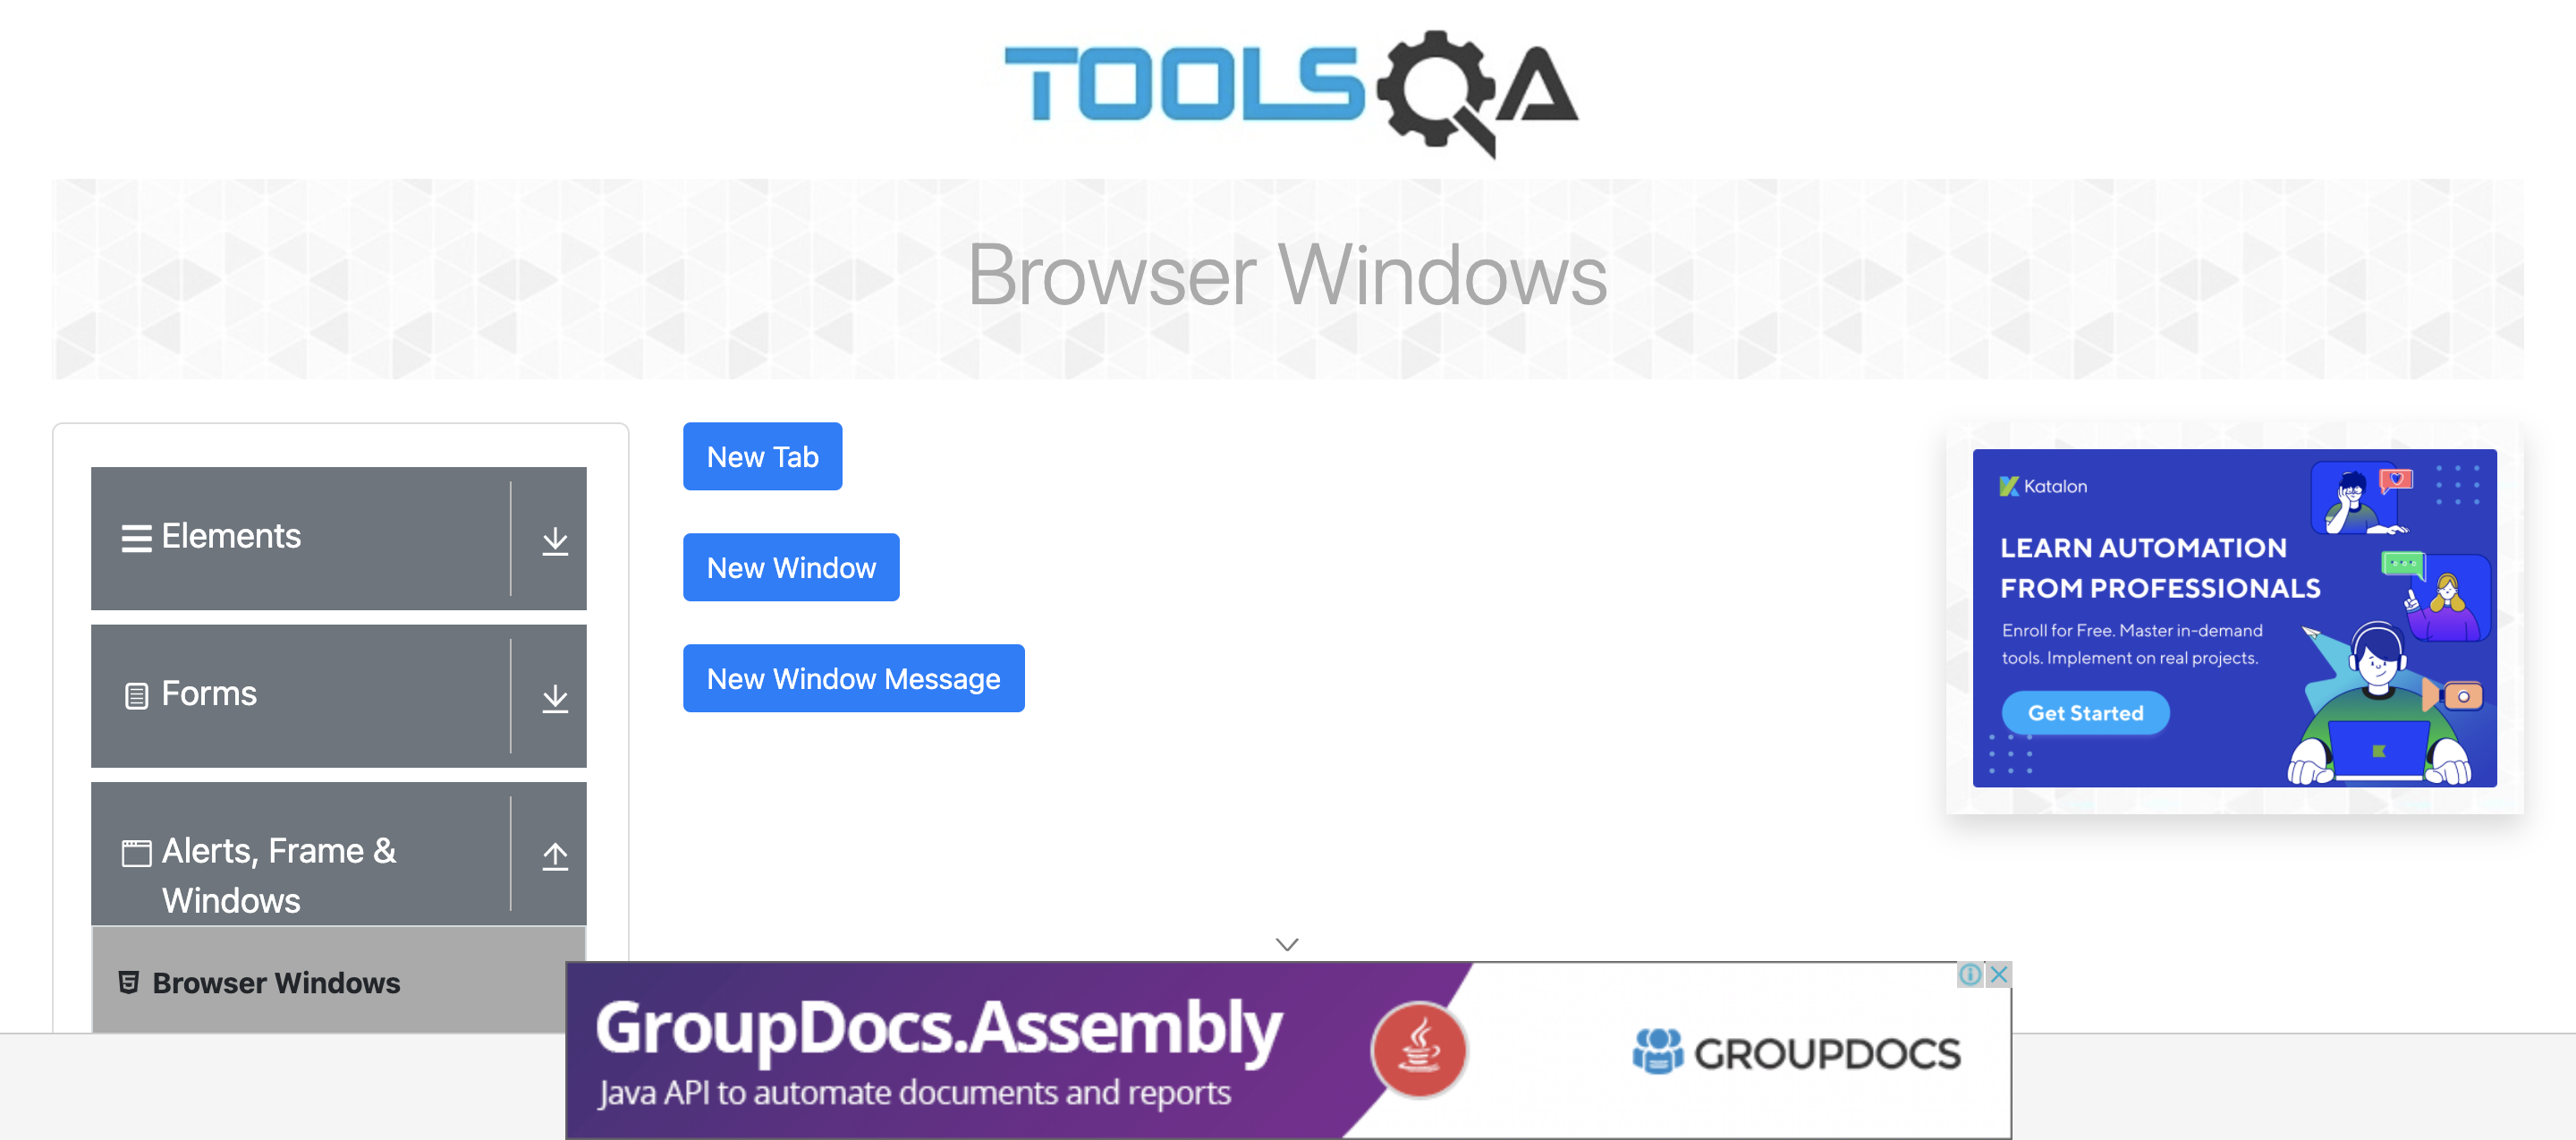 TOOLSQA
Browser Windows
Elements
Forms
Alerts, Frame &
Windows
Browser Windows
New Tab
New Window
New Window Message
Katalon
LEARN AUTOMATION
FROM PROFESSIONALS
Enroll for Free. Master in-demand
tools. Implement on real projects.
Get Started
GroupDocs.Assembly
Java API to automate documents and reports
GROUPDOCS